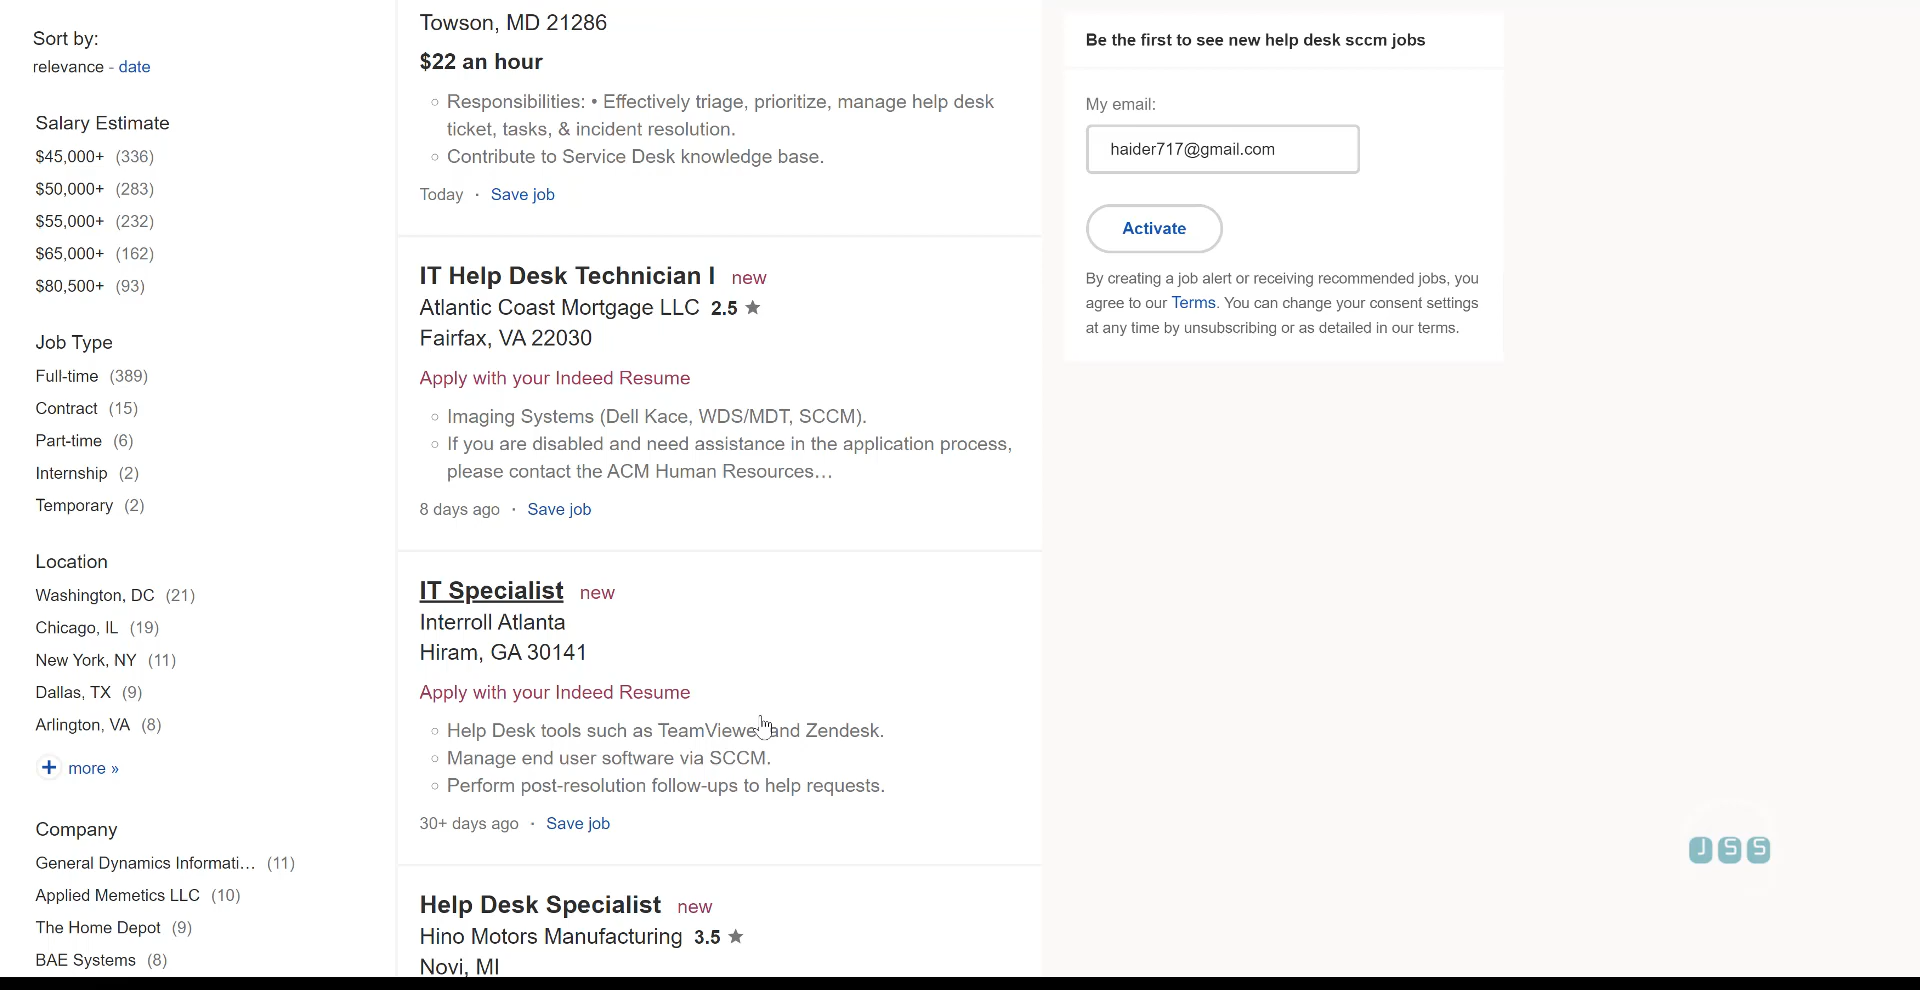 Sort by:
relevance - date
Salary Estimate
$45,000+ (336)
$50,000+ (283)
$55,000+ (232)
$65,000+ (162)
$80,500+ (93)
Job Type
Full-time (389)
Contract (15)
Part-time (6)
Internship (2)
Temporary (2)
Location
Washington, DC (21)
Chicago, IL (19)
New York, NY (11)
Dallas, TX (9)
Arlington, VA (8)
+ more »
Company
General Dynamics Informati... (11)
Applied Memetics LLC (10)
The Home Depot (9)
BAE Systems (8)
Towson, MD 21286
$22 an hour
Responsibilities: • Effectively triage, prioritize, manage help desk
ticket, tasks, & incident resolution.
Contribute to Service Desk knowledge base.
Today · Save job
IT Help Desk Technician I new
Atlantic Coast Mortgage LLC 2.5 ★
Fairfax, VA 22030
Apply with your Indeed Resume
Imaging Systems (Dell Kace, WDS/MDT, SCCM).
If you are disabled and need assistance in the application process,
please contact the ACM Human Resources...
8 days ago · Save job
IT Specialist new
Interroll Atlanta
Hiram, GA 30141
Apply with your Indeed Resume
Help Desk tools such as TeamViewe and Zendesk.
Manage end user software via SCCM.
Perform post-resolution follow-ups to help requests.
30+ days ago · Save job
Help Desk Specialist new
Hino Motors Manufacturing 3.5 ★
Novi, MI
Be the first to see new help desk sccm jobs
My email:
haider717@gmail.com
Activate
By creating a job alert or receiving recommended jobs, you
agree to our Terms. You can change your consent settings
at any time by unsubscribing or as detailed in our terms.
JSS